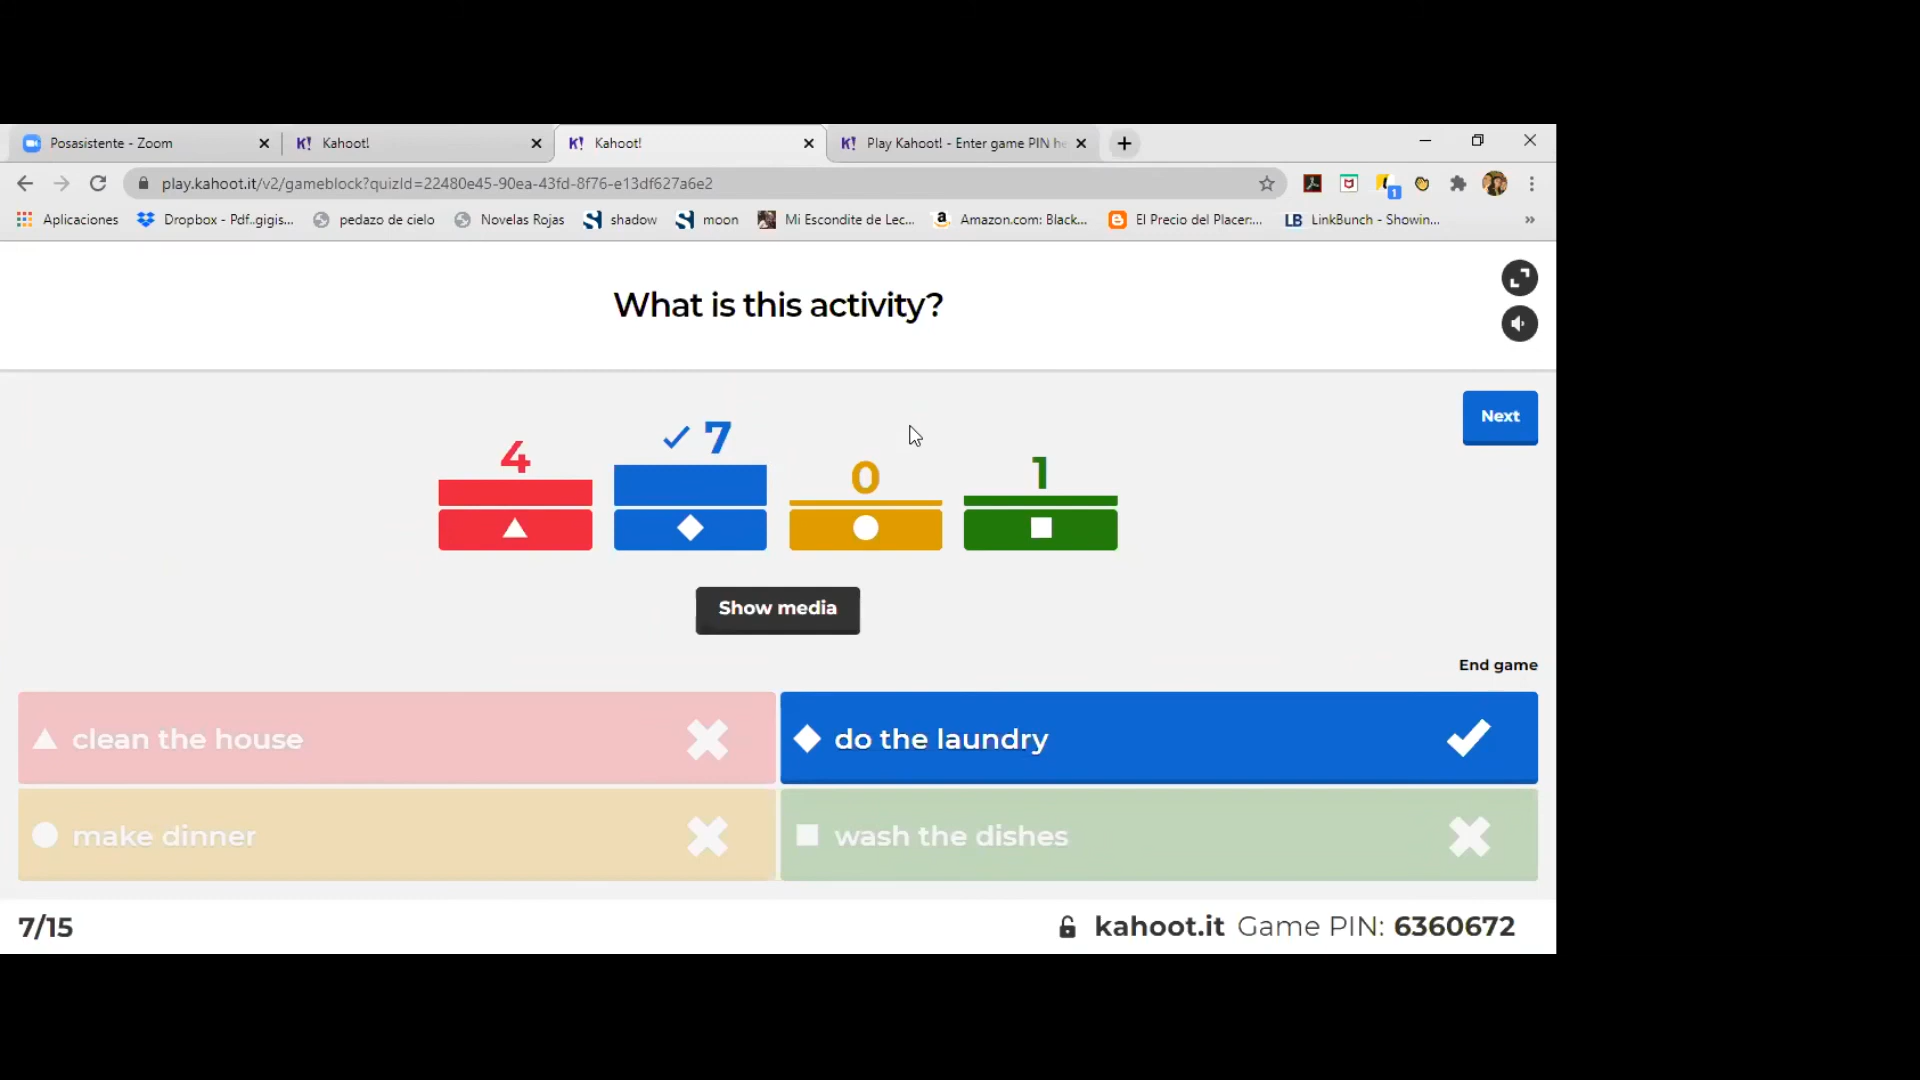 Posasistente - Zoom
K! Kahoot!
K! Kahoot!
K! Play Kahoot! - Enter game PIN he
play.kahoot.it/v2/gameblock?quizId=22480e45-90ea-43fd-8f76-e13df627a6e2
1
Aplicaciones
Dropbox - Pdf..gigis...
pedazo de cielo
Novelas Rojas
shadow
moon
Mi Escondite de Lec...
Amazon.com: Black...
El Precio del Placer:...
LB LinkBunch - Showin...
»
What is this activity?
Next
4
7
0
1
Show media
End game
clean the house
do the laundry
make dinner
wash the dishes
7/15
kahoot.it Game PIN: 6360672